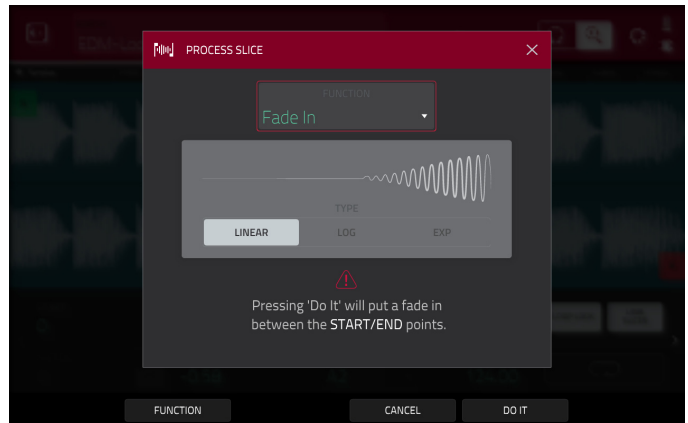 PROCESS SLICE
FUNCTION
Fade In
TYPE
LINEAR
LOG
EXP
Pressing 'Do It' will put a fade in
between the START/END points.
FUNCTION
CANCEL
DO IT